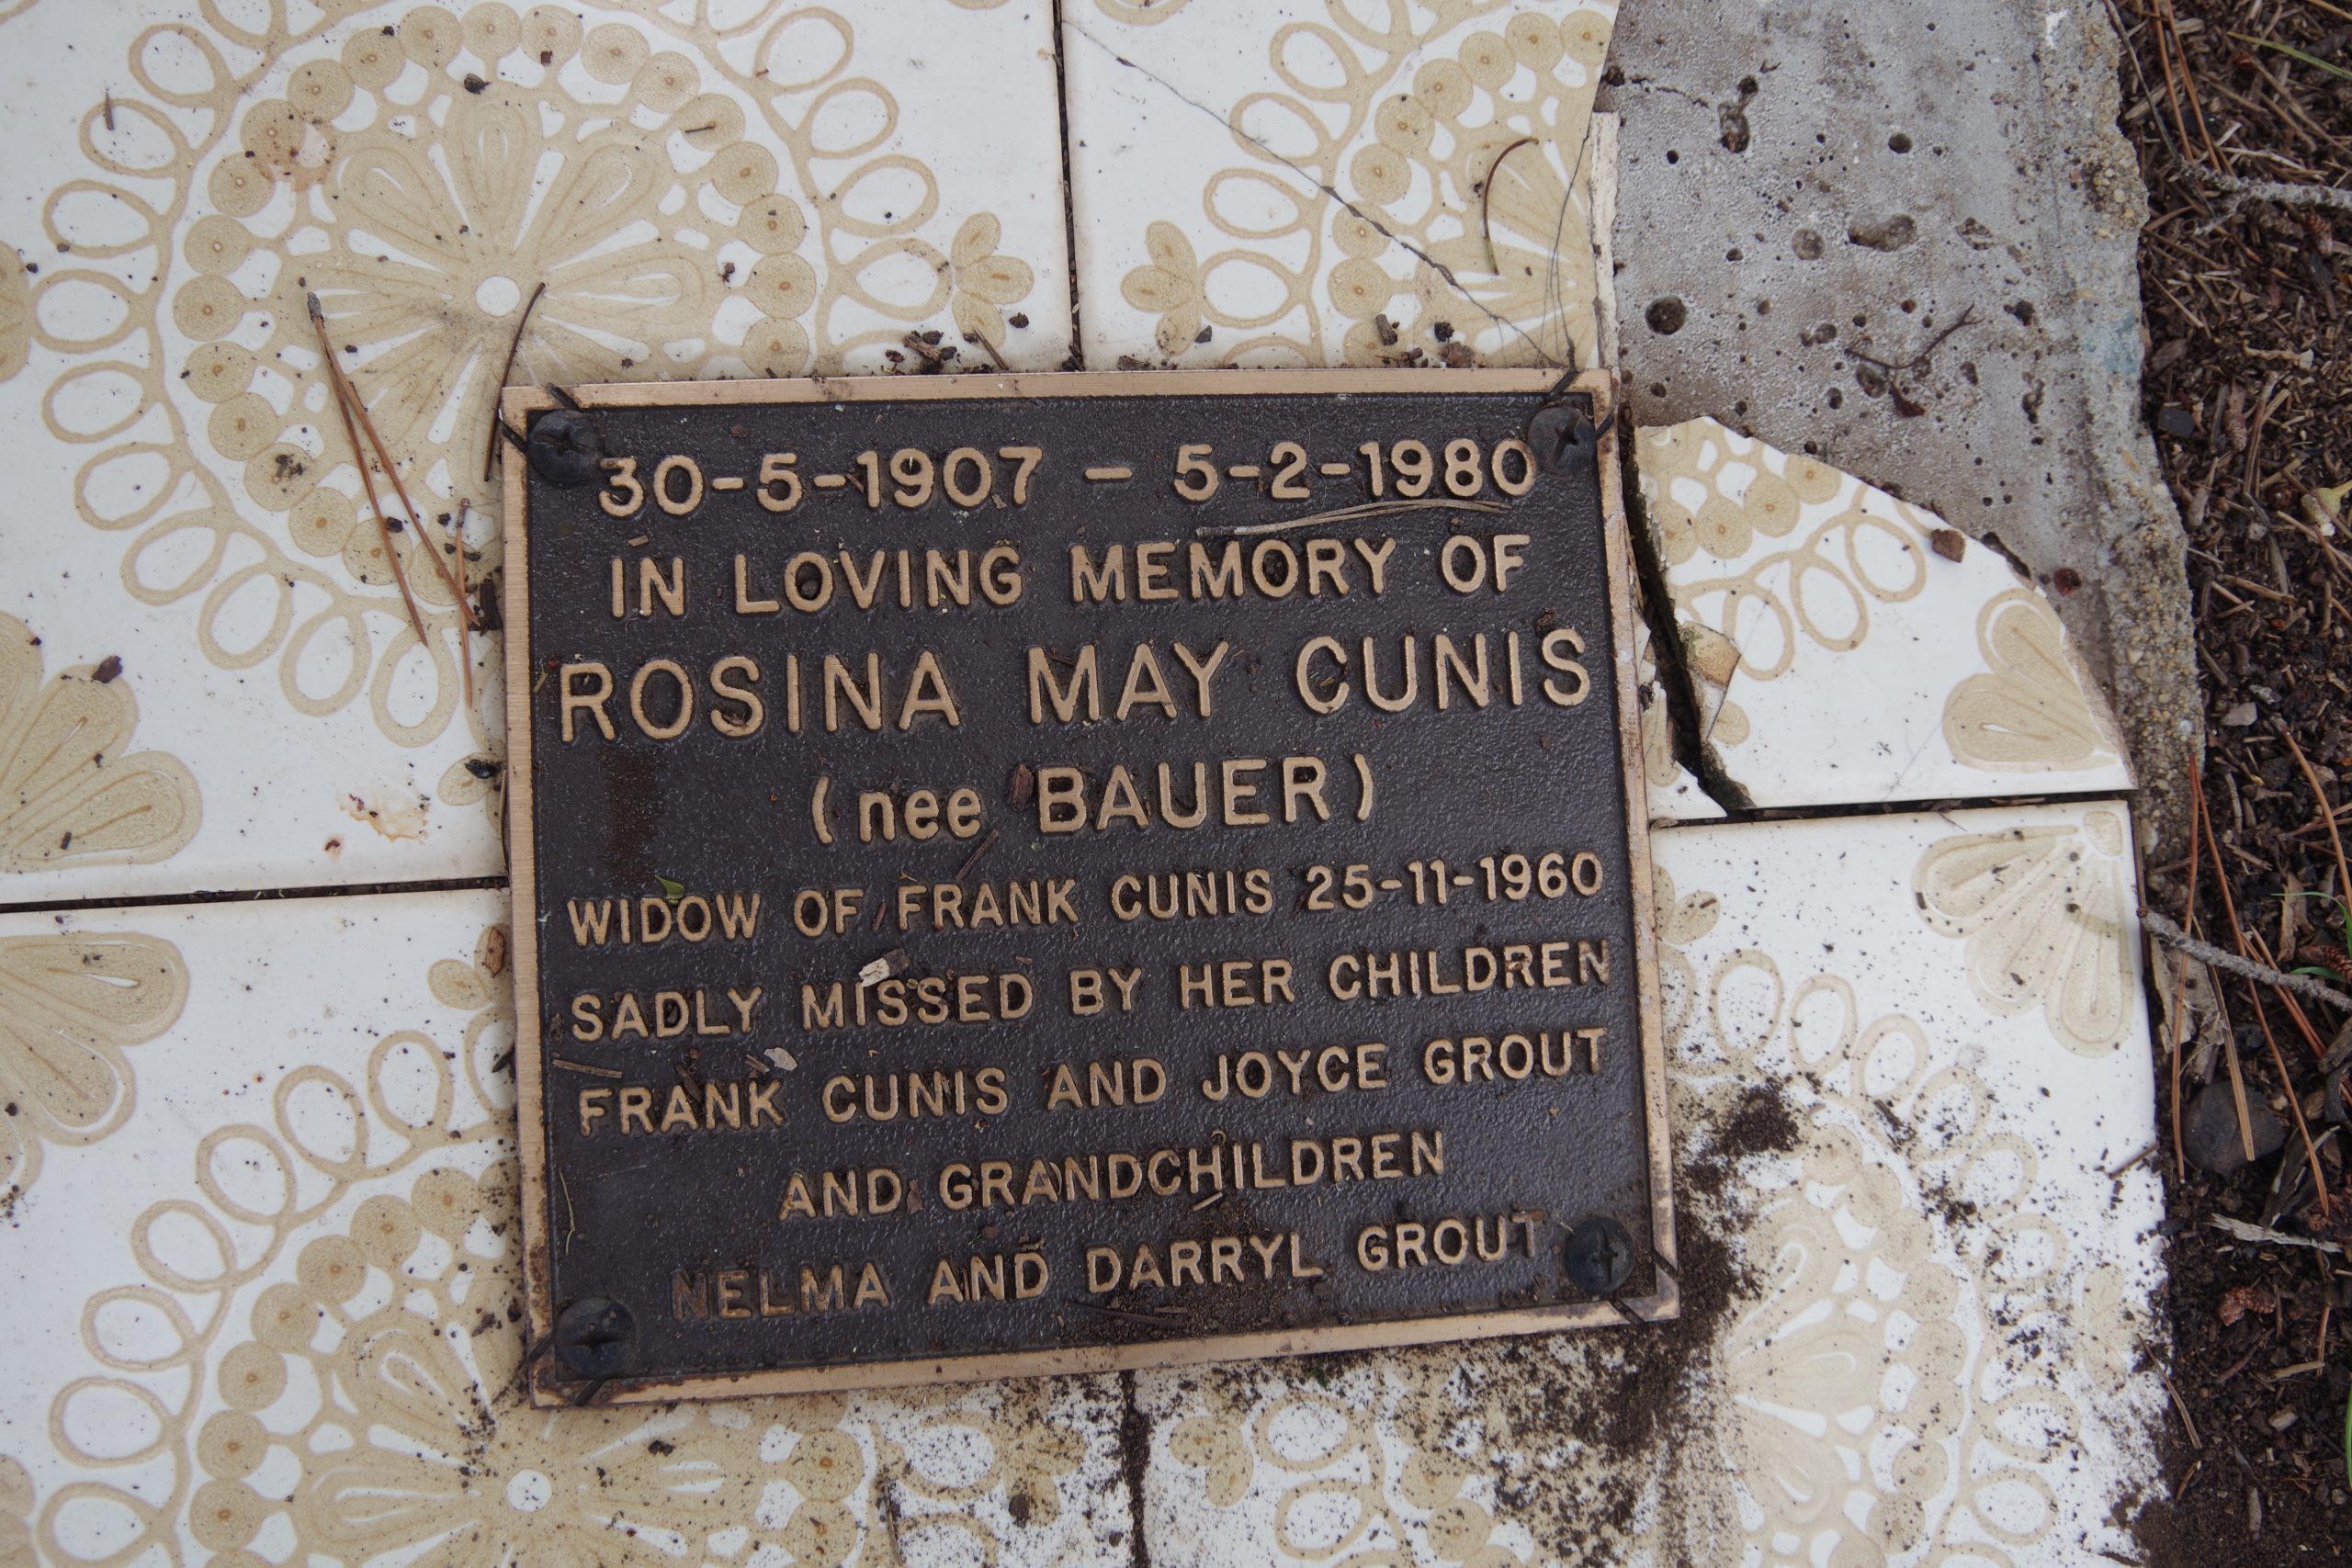 30-5-1907 - 5-2-1980
IN LOVING MEMORY OF
ROSINA MAY CUNIS
(nee BAUER)
WIDOW OF FRANK CUNIS 25-11-1960
SADLY MISSED BY HER CHILDREN
FRANK CUNIS AND JOYCE GROUT
AND GRANDCHILDREN
NELMA AND DARRYL GROUT